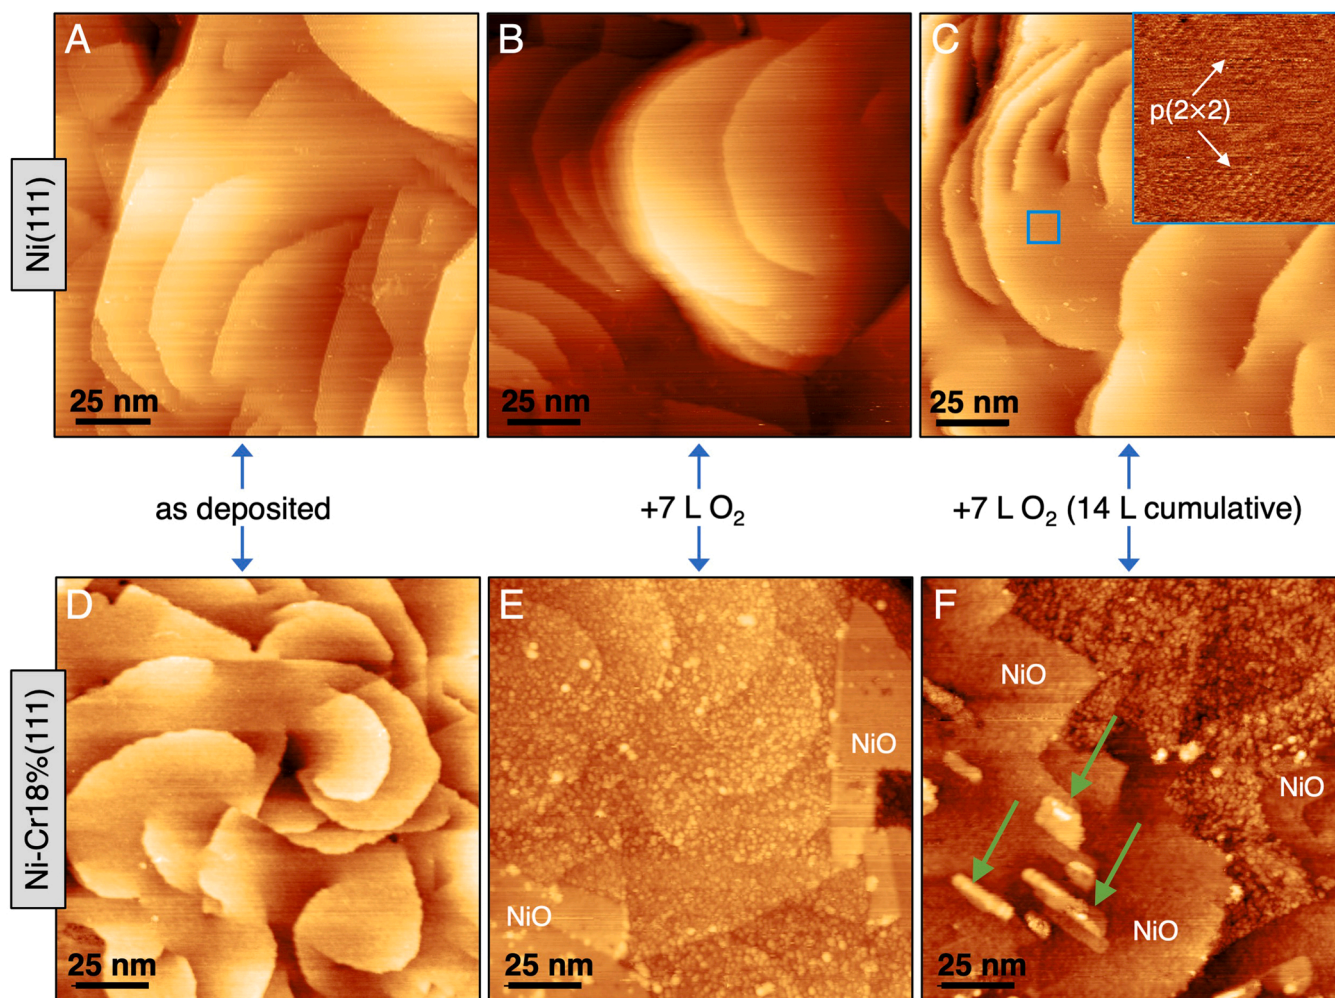 A
B
C
p(2×2)
Ni(111)
25 nm
25 nm
25 nm
as deposited
+7 L O₂
+7 L O₂ (14 L cumulative)
D
E
F
NiO
NiO
NiO
Ni-Cr18%(111)
NiO
NiO
25 nm
25 nm
25 nm